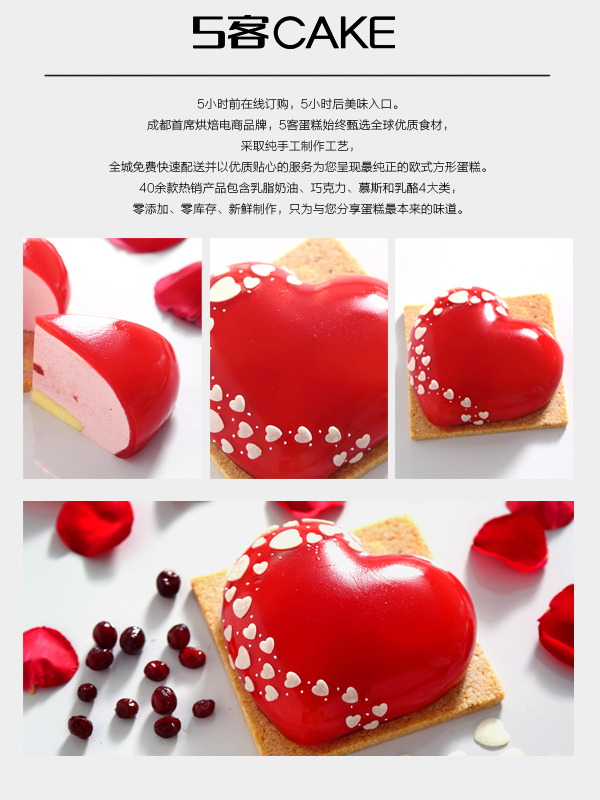 5客CAKE
5小时前在线订购，5小时后美味入口。
成都首席烘焙电商品牌，5客蛋糕始终甄选全球优质食材，
采取纯手工制作工艺，
全城免费快速配送并以优质贴心的服务为您呈现最纯正的欧式方形蛋糕。
40余款热销产品包含乳脂奶油、巧克力、慕斯和乳酪4大类，
零添加、零库存、新鲜制作，只为与您分享蛋糕最本来的味道。